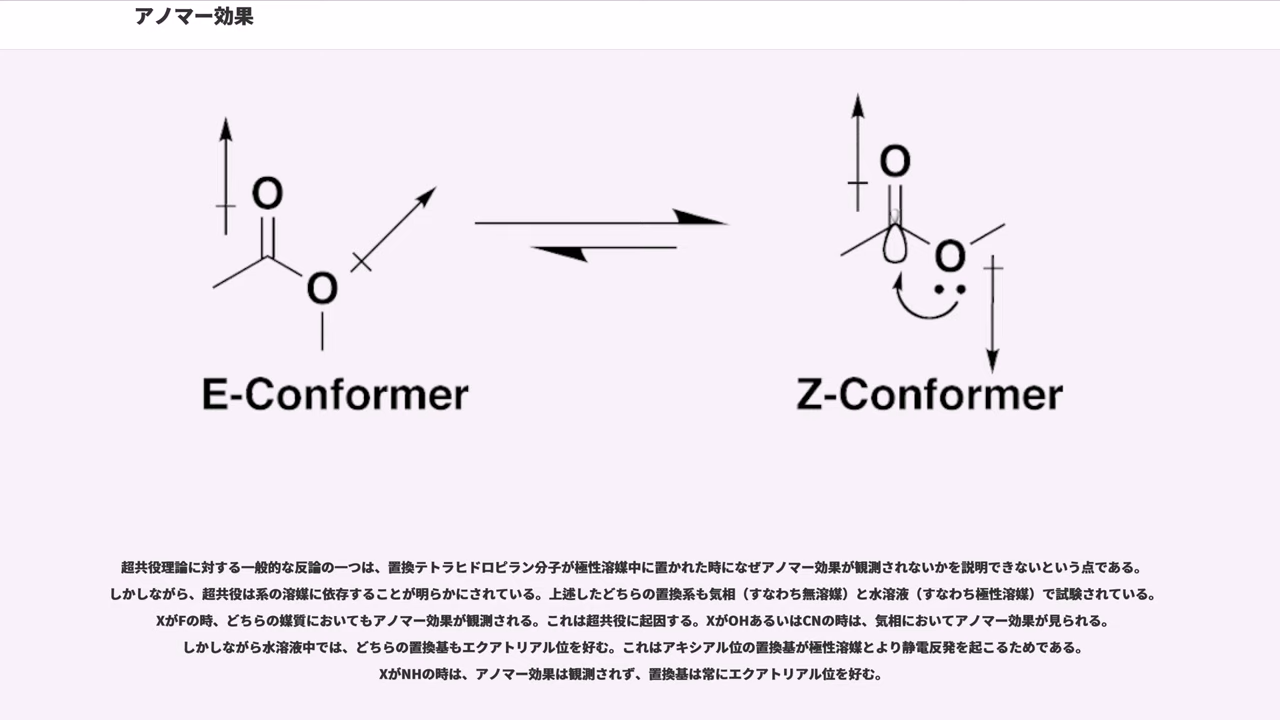 アノマー効果
O
O
E-Conformer
O
O
Z-Conformer
超共役理論に対する一般的な反論の一つは、置換テトラヒドロピラン分子が極性溶媒中に置かれた時になぜアノマー効果が観測されないかを説明できないという点である。
しかしながら、超共役は系の溶媒に依存することが明らかにされている。上述したどちらの置換系も気相（すなわち無溶媒）と水溶液（すなわち極性溶媒）で試験されている。
XがFの時、どちらの媒質においてもアノマー効果が観測される。これは超共役に起因する。XがOHあるいはCNの時は、気相においてアノマー効果が見られる。
しかしながら水溶液中では、どちらの置換基もエクアトリアル位を好む。これはアキシアル位の置換基が極性溶媒とより静電反発を起こるためである。
XがNHの時は、アノマー効果は観測されず、置換基は常にエクアトリアル位を好む。